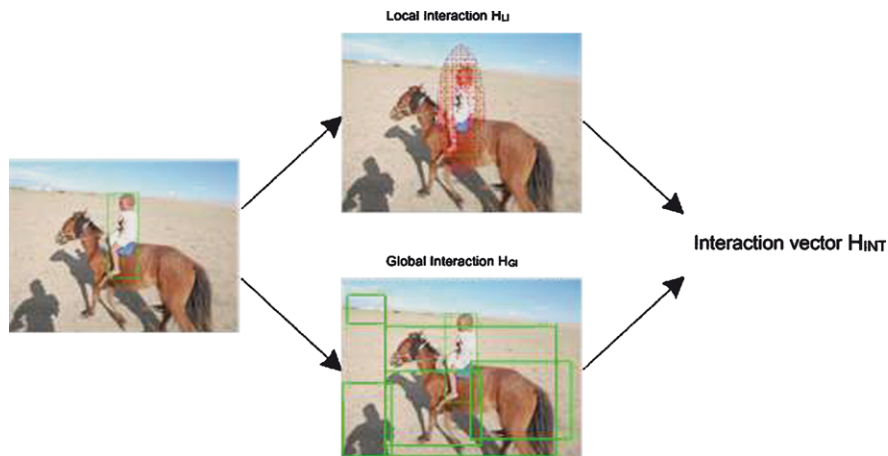 Local Interaction HLI
Global Interaction HGI
Interaction vector HINT